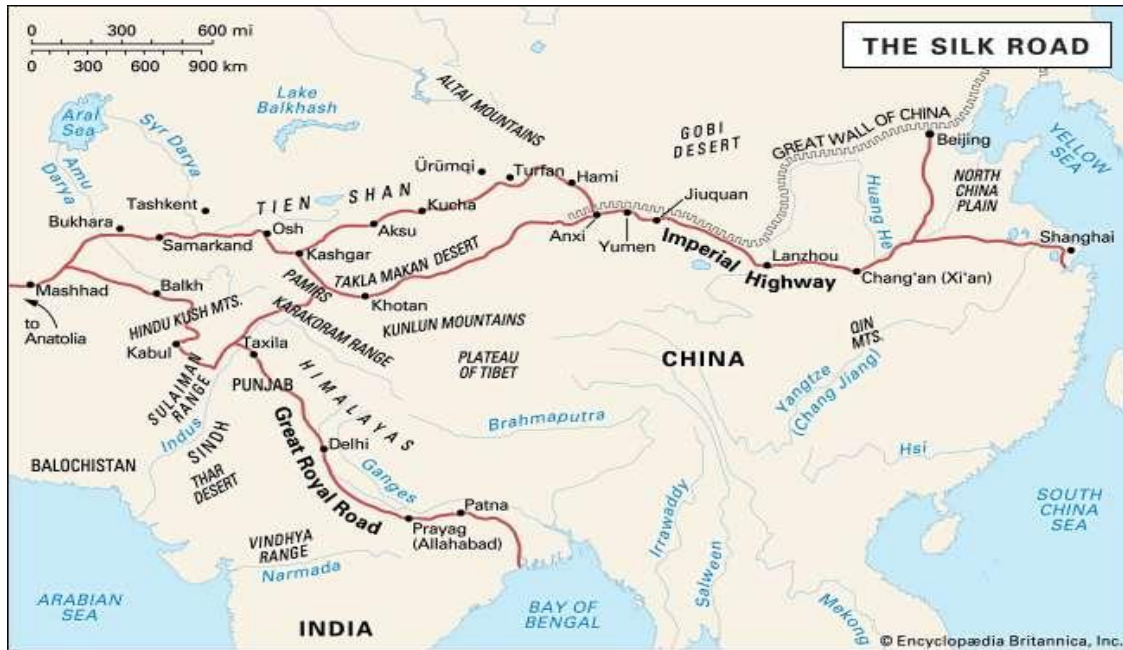 0 300 600 mi
0 300 600 900 km
THE SILK ROAD
Aral
Sea
Syr Darya
Amu
Darya
Lake
Balkhash
ALTAI MOUNTAINS
GOBI
DESERT
GREAT WALL OF CHINA
Beijing
YELLOW
SEA
NORTH
CHINA
PLAIN
Huang He
Ürümqi
Turfan
Hami
Jiuquan
Tashkent
TIEN SHAN
Kucha
Bukhara
Osh
Aksu
Samarkand
Kashgar
Anxi
Yumen
Imperial Highway
Lanzhou
Chang'an (Xi'an)
Shanghai
TAKLA MAKAN DESERT
Mashhad
to
Anatolia
Balkh
PAMIRS
Khotan
HINDU KUSH MTS.
KARAKORAM RANGE
KUNLUN MOUNTAINS
Kabul
Taxila
PLATEAU
OF TIBET
CHINA
QIN
MTS.
SULAIMAN
RANGE
PUNJAB
HIMALAYAS
Yangtze
(Chang Jiang)
Indus
SINDH
Great Royal Road
Delhi
Brahmaputra
Hsi
BALOCHISTAN
THAR
DESERT
Ganges
Patna
Prayag
(Allahabad)
VINDHYA
RANGE
Narmada
Irrawaddy
Salween
Mekong
SOUTH
CHINA
SEA
ARABIAN
SEA
INDIA
BAY OF
BENGAL
© Encyclopædia Britannica, Inc.